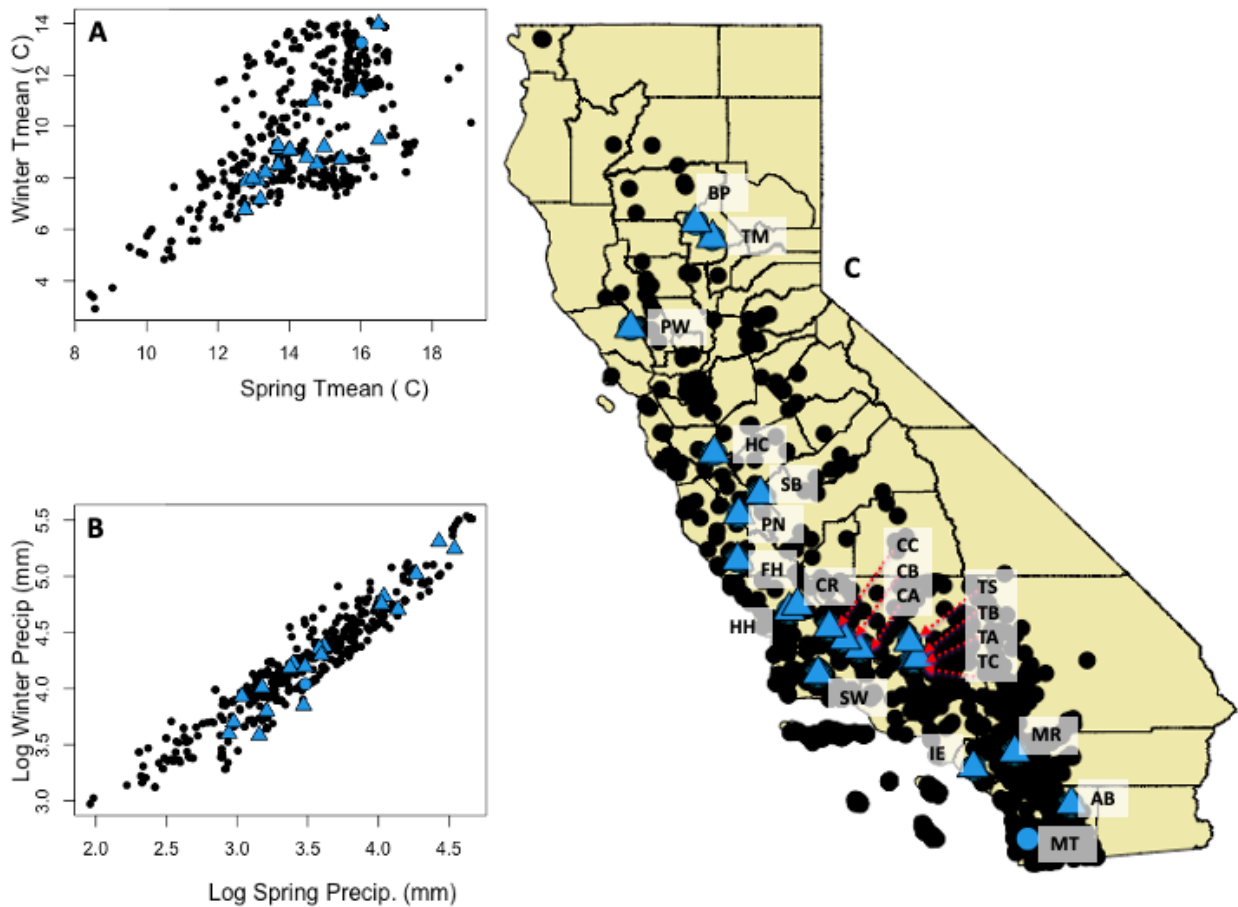 A
Winter Tmean ( C)
14
12
10
8
6
4
8
10
12
14
16
18
Spring Tmean ( C)
B
Log Winter Precip (mm)
5.5
5.0
4.5
4.0
3.5
3.0
2.0
2.5
3.0
3.5
4.0
4.5
Log Spring Precip. (mm)
C
BP
TM
PW
HC
SB
PN
FH
CR
HH
CC
CB
CA
TS
TB
TA
TC
SW
IE
MR
AB
MT